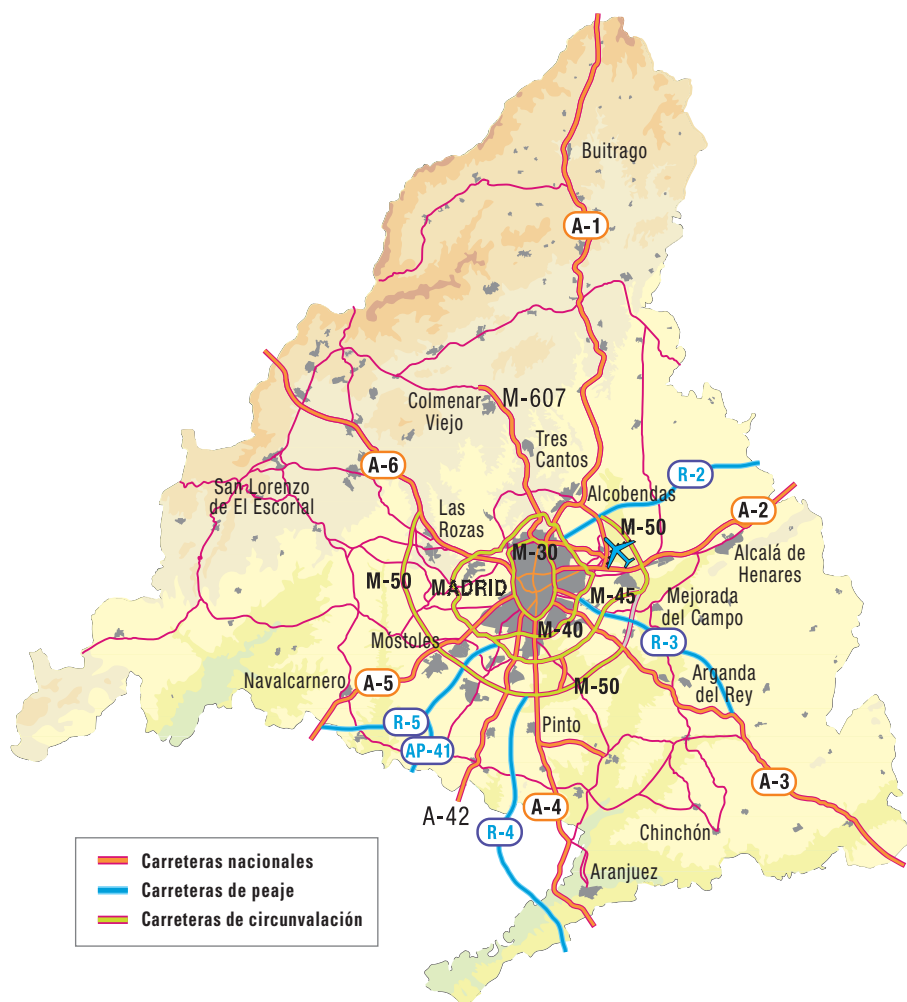 Buitrago
A-1
M-607
Colmenar
Viejo
Tres
Cantos
A-6
R-2
San Lorenzo
de El Escorial
Alcobendas
Las
Rozas
A-2
M-50
M-30
Alcalá de
Henares
M-50
MADRID
M-45
Mejorada
del Campo
M-40
Móstoles
R-3
Navalcarnero
A-5
Arganda
del Rey
M-50
R-5
Pinto
AP-41
A-3
A-42
A-4
R-4
Chinchón
Aranjuez
Carreteras nacionales
Carreteras de peaje
Carreteras de circunvalación